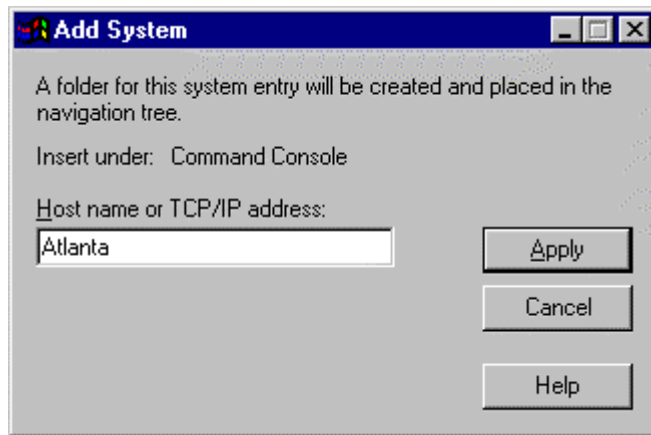 Add System
A folder for this system entry will be created and placed in the
navigation tree.
Insert under: Command Console
Host name or TCP/IP address:
Atlanta
Apply
Cancel
Help